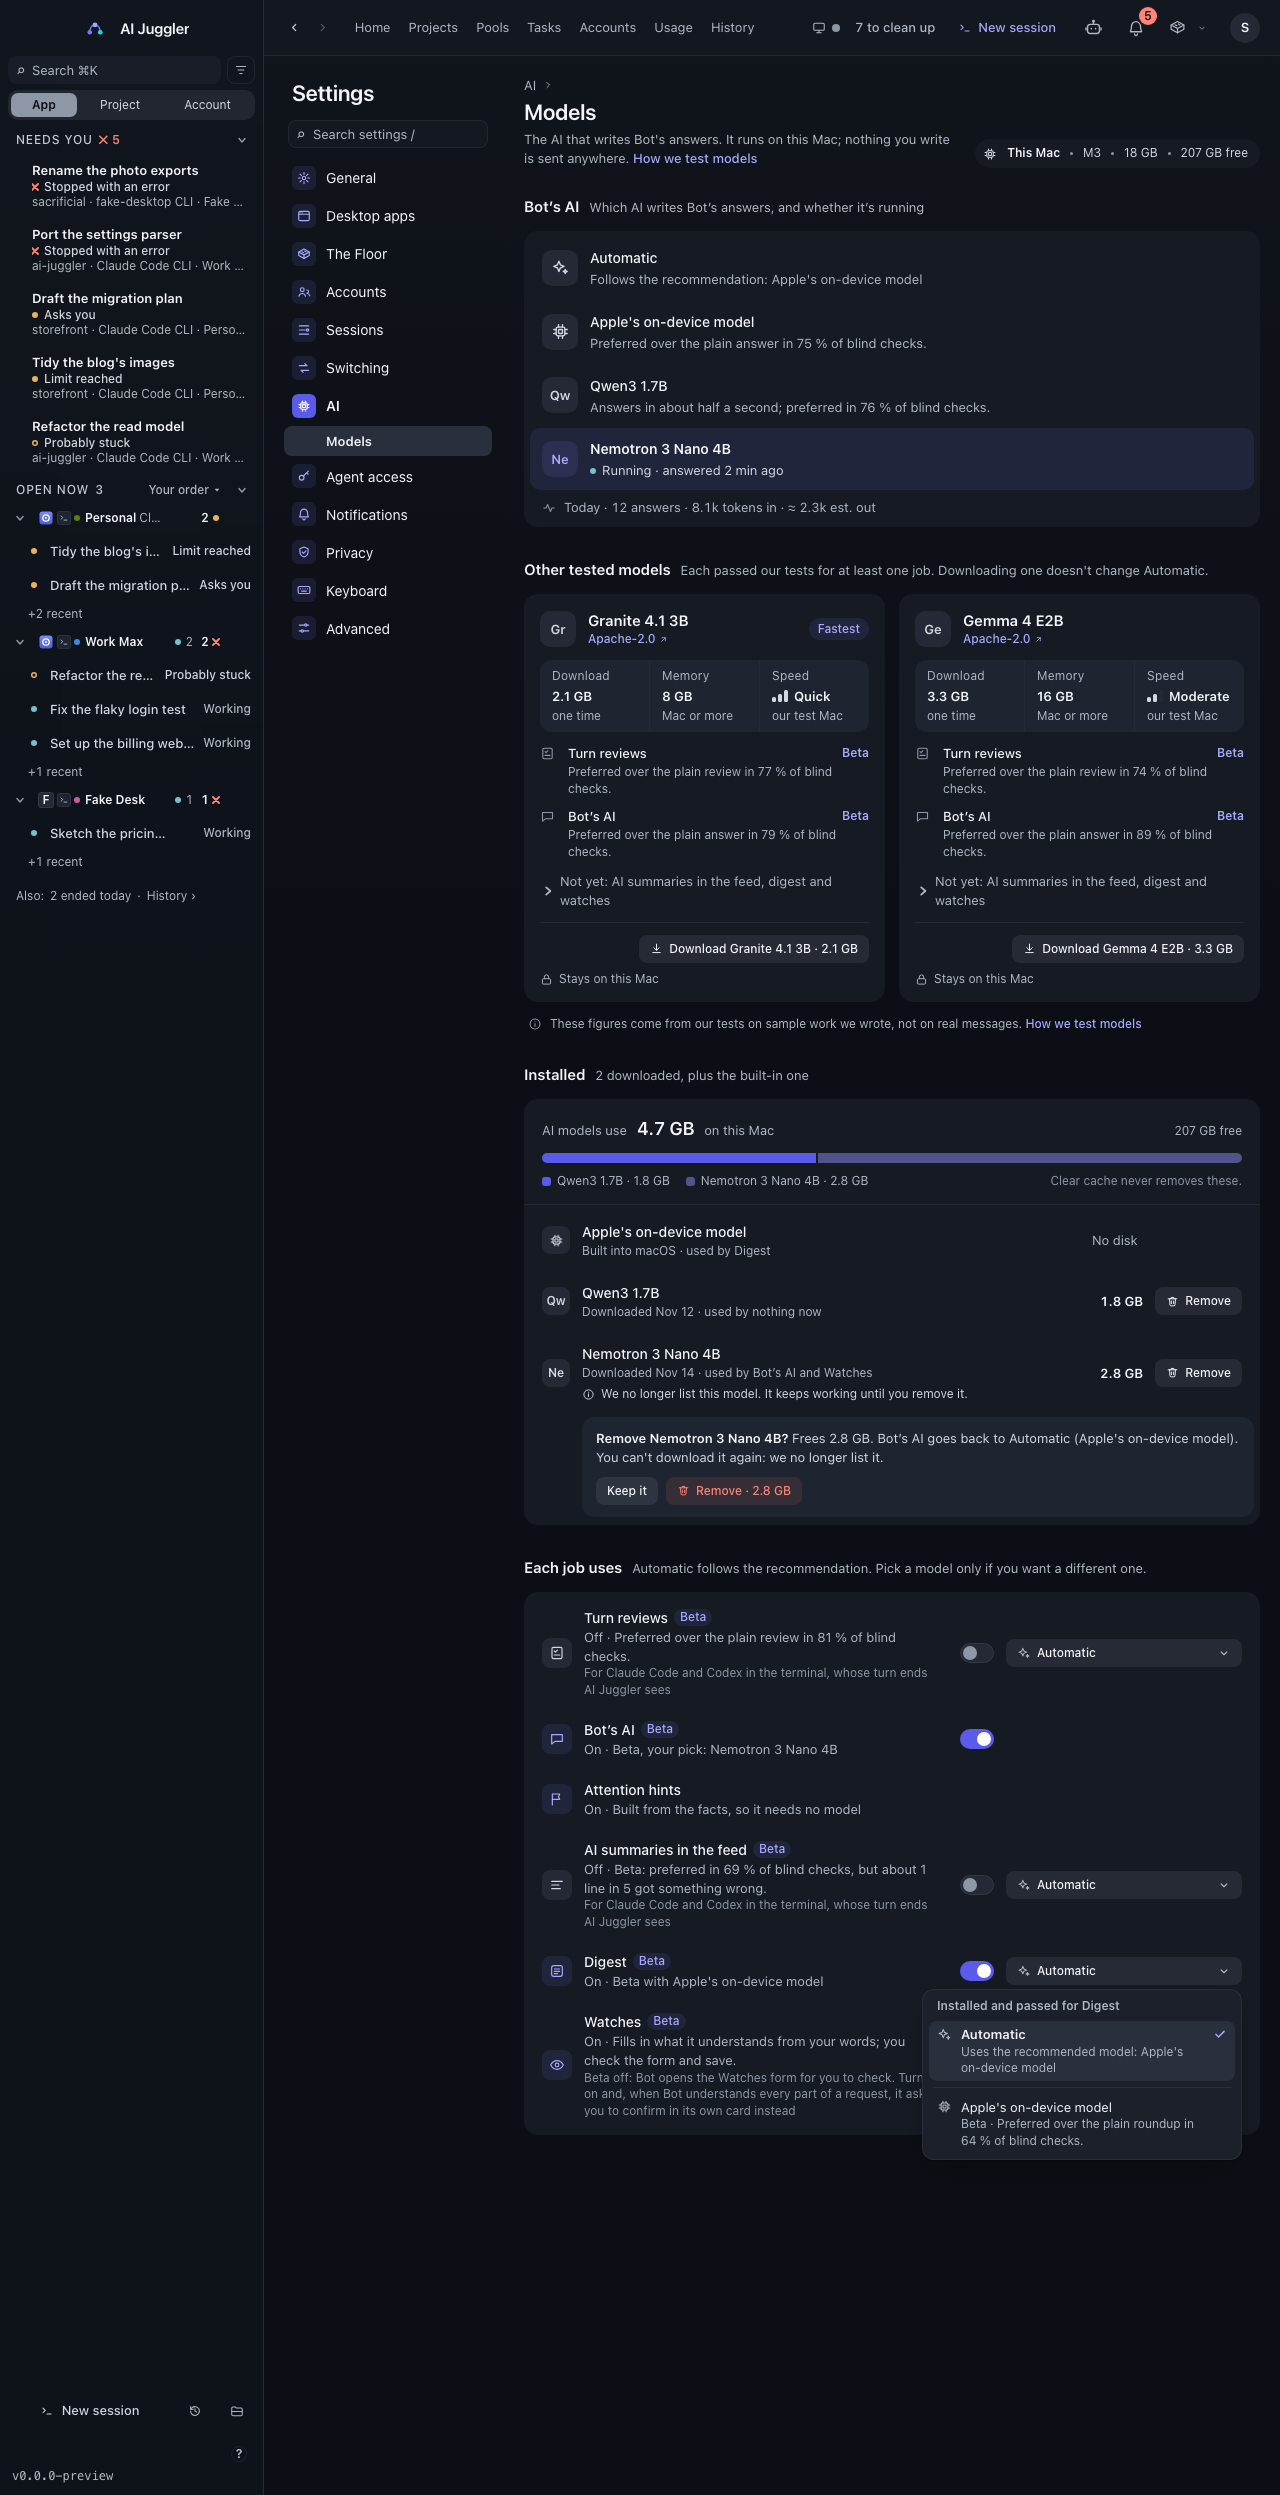 AI Juggler
Search ⌘K
App Project Account
NEEDS YOU 5
Rename the photo exports
Stopped with an error
sacrificial · fake-desktop CLI · Fake ...
Port the settings parser
Stopped with an error
ai-juggler · Claude Code CLI · Work ...
Draft the migration plan
Asks you
storefront · Claude Code CLI · Perso...
Tidy the blog's images
Limit reached
storefront · Claude Code CLI · Perso...
Refactor the read model
Probably stuck
ai-juggler · Claude Code CLI · Work ...
OPEN NOW 3 Your order
Personal Cl... 2
Tidy the blog's i... Limit reached
Draft the migration p... Asks you
+2 recent
Work Max 2 2
Refactor the re... Probably stuck
Fix the flaky login test Working
Set up the billing web... Working
+1 recent
F Fake Desk 1 1
Sketch the pricin... Working
+1 recent
Also: 2 ended today · History ›
New session
?
v0.0.0-preview
Home Projects Pools Tasks Accounts Usage History
7 to clean up New session 5 S
Settings
Search settings /
General
Desktop apps
The Floor
Accounts
Sessions
Switching
AI
Models
Agent access
Notifications
Privacy
Keyboard
Advanced
AI
Models
The AI that writes Bot's answers. It runs on this Mac; nothing you write
is sent anywhere. How we test models
This Mac • M3 • 18 GB • 207 GB free
Bot's AI Which AI writes Bot's answers, and whether it's running
Automatic
Follows the recommendation: Apple's on-device model
Apple's on-device model
Preferred over the plain answer in 75 % of blind checks.
Qw Qwen3 1.7B
Answers in about half a second; preferred in 76 % of blind checks.
Ne Nemotron 3 Nano 4B
Running · answered 2 min ago
Today · 12 answers · 8.1k tokens in · ≈ 2.3k est. out
Other tested models Each passed our tests for at least one job. Downloading one doesn't change Automatic.
Gr Granite 4.1 3B
Apache-2.0 ↗
Fastest
Download Memory Speed
2.1 GB 8 GB Quick
one time Mac or more our test Mac
Turn reviews Beta
Preferred over the plain review in 77 % of blind
checks.
Bot's AI Beta
Preferred over the plain answer in 79 % of blind
checks.
Not yet: AI summaries in the feed, digest and
watches
Download Granite 4.1 3B · 2.1 GB
Stays on this Mac
Ge Gemma 4 E2B
Apache-2.0 ↗
Download Memory Speed
3.3 GB 16 GB Moderate
one time Mac or more our test Mac
Turn reviews Beta
Preferred over the plain review in 74 % of blind
checks.
Bot's AI Beta
Preferred over the plain answer in 89 % of blind
checks.
Not yet: AI summaries in the feed, digest and
watches
Download Gemma 4 E2B · 3.3 GB
Stays on this Mac
These figures come from our tests on sample work we wrote, not on real messages. How we test models
Installed 2 downloaded, plus the built-in one
AI models use 4.7 GB on this Mac 207 GB free
Qwen3 1.7B · 1.8 GB Nemotron 3 Nano 4B · 2.8 GB Clear cache never removes these.
Apple's on-device model
Built into macOS · used by Digest
No disk
Qw Qwen3 1.7B
Downloaded Nov 12 · used by nothing now
1.8 GB Remove
Ne Nemotron 3 Nano 4B
Downloaded Nov 14 · used by Bot's AI and Watches
We no longer list this model. It keeps working until you remove it.
2.8 GB Remove
Remove Nemotron 3 Nano 4B? Frees 2.8 GB. Bot's AI goes back to Automatic (Apple's on-device model).
You can't download it again: we no longer list it.
Keep it Remove · 2.8 GB
Each job uses Automatic follows the recommendation. Pick a model only if you want a different one.
Turn reviews Beta
Off · Preferred over the plain review in 81 % of blind
checks.
For Claude Code and Codex in the terminal, whose turn ends
AI Juggler sees
Automatic
Bot's AI Beta
On · Beta, your pick: Nemotron 3 Nano 4B
Attention hints
On · Built from the facts, so it needs no model
AI summaries in the feed Beta
Off · Beta: preferred in 69 % of blind checks, but about 1
line in 5 got something wrong.
For Claude Code and Codex in the terminal, whose turn ends
AI Juggler sees
Automatic
Digest Beta
On · Beta with Apple's on-device model
Automatic
Watches Beta
On · Fills in what it understands from your words; you
check the form and save.
Beta off: Bot opens the Watches form for you to check. Turn
on and, when Bot understands every part of a request, it ask
you to confirm in its own card instead
Installed and passed for Digest
Automatic
Uses the recommended model: Apple's
on-device model
Apple's on-device model
Beta · Preferred over the plain roundup in
64 % of blind checks.